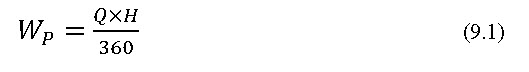 W_P = Q×H / 360 (9.1)